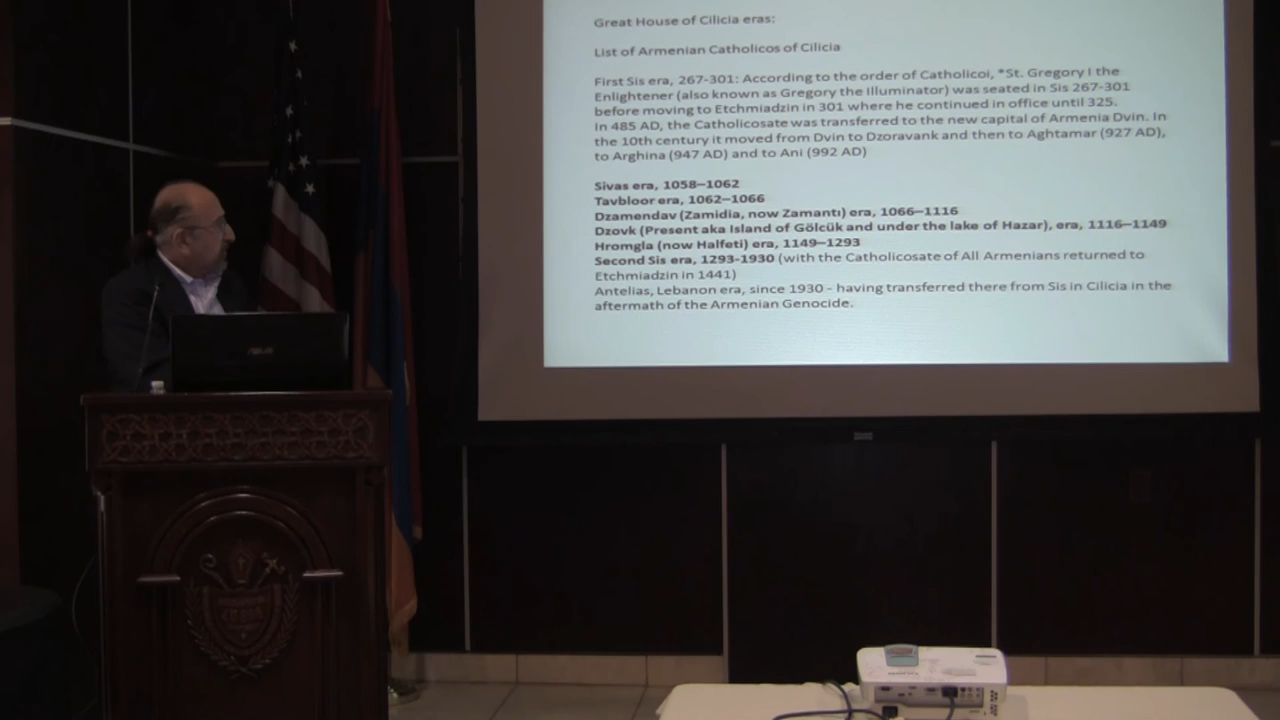 Great House of Cilicia eras:
List of Armenian Catholicos of Cilicia
First Sis era, 267-301: According to the order of Catholicoi, *St. Gregory I the
Enlightener (also known as Gregory the Illuminator) was seated in Sis 267-301
before moving to Etchmiadzin in 301 where he continued in office until 325.
In 485 AD, the Catholicosate was transferred to the new capital of Armenia Dvin. In
the 10th century it moved from Dvin to Dzoravank and then to Aghtamar (927 AD),
to Arghina (947 AD) and to Ani (992 AD)
Sivas era, 1058–1062
Tavbloor era, 1062–1066
Dzamendav (Zamidia, now Zamantı) era, 1066–1116
Dzovk (Present aka Island of Gölcük and under the lake of Hazar), era, 1116–1149
Hromgla (now Halfeti) era, 1149–1293
Second Sis era, 1293-1930 (with the Catholicosate of All Armenians returned to
Etchmiadzin in 1441)
Antelias, Lebanon era, since 1930 - having transferred there from Sis in Cilicia in the
aftermath of the Armenian Genocide.
ASUS